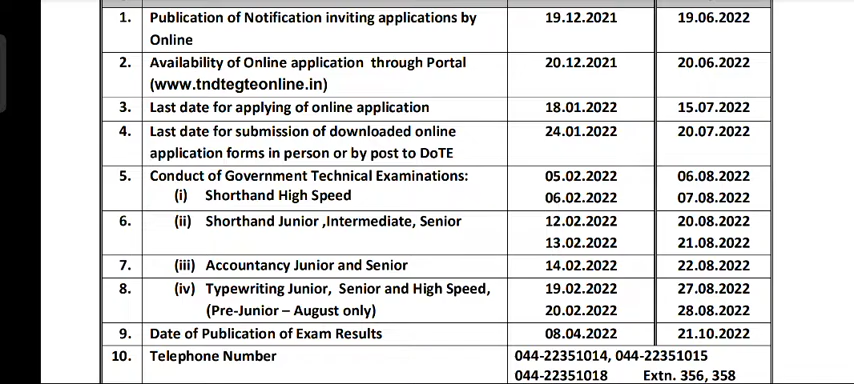 1. Publication of Notification inviting applications by 19.12.2021 19.06.2022
Online
2. Availability of Online application through Portal 20.12.2021 20.06.2022
(www.tndtegteonline.in)
3. Last date for applying of online application 18.01.2022 15.07.2022
4. Last date for submission of downloaded online 24.01.2022 20.07.2022
application forms in person or by post to DoTE
5. Conduct of Government Technical Examinations: 05.02.2022 06.08.2022
(i) Shorthand High Speed 06.02.2022 07.08.2022
6. (ii) Shorthand Junior ,Intermediate, Senior 12.02.2022 20.08.2022
13.02.2022 21.08.2022
7. (iii) Accountancy Junior and Senior 14.02.2022 22.08.2022
8. (iv) Typewriting Junior, Senior and High Speed, 19.02.2022 27.08.2022
(Pre-Junior – August only) 20.02.2022 28.08.2022
9. Date of Publication of Exam Results 08.04.2022 21.10.2022
10. Telephone Number 044-22351014, 044-22351015
044-22351018 Extn. 356, 358